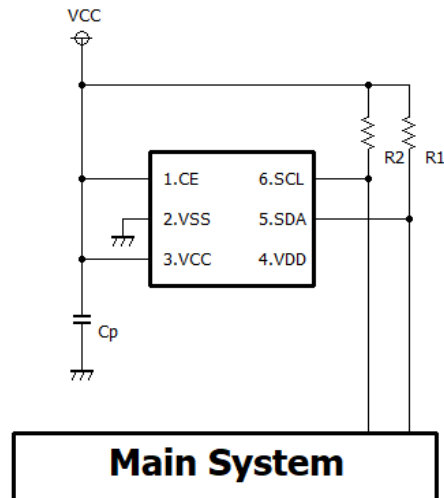 VCC
R2
R1
1.CE
6.SCL
2.VSS
5.SDA
3.VCC
4.VDD
Cp
Main System